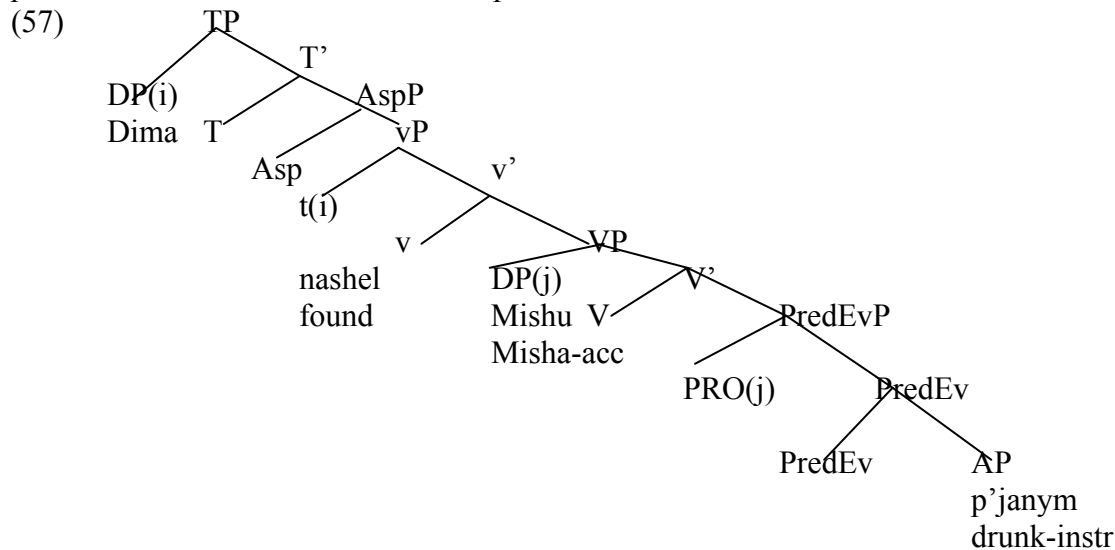 (57) TP
T’
DP(i) AspP
Dima T vP
Asp v’
t(i)
v VP
nashel DP(j) V’
found Mishu V PredEvP
Misha-acc
PRO(j) PredEv
PredEv AP
p’janym
drunk-instr